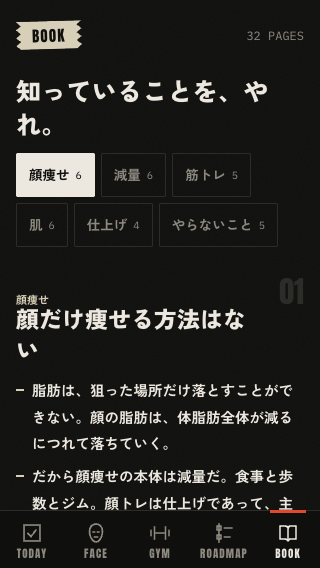 BOOK
32 PAGES
知っていることを、や
れ。
顔痩せ 6
減量 6
筋トレ 5
肌 6
仕上げ 4
やらないこと 5
01
顔痩せ
顔だけ痩せる方法はな
い
– 脂肪は、狙った場所だけ落とすことがで
きない。顔の脂肪は、体脂肪全体が減る
につれて落ちていく。
– だから顔痩せの本体は減量だ。食事と歩
数とジム。顔トレは仕上げであって、主
TODAY
FACE
GYM
ROADMAP
BOOK